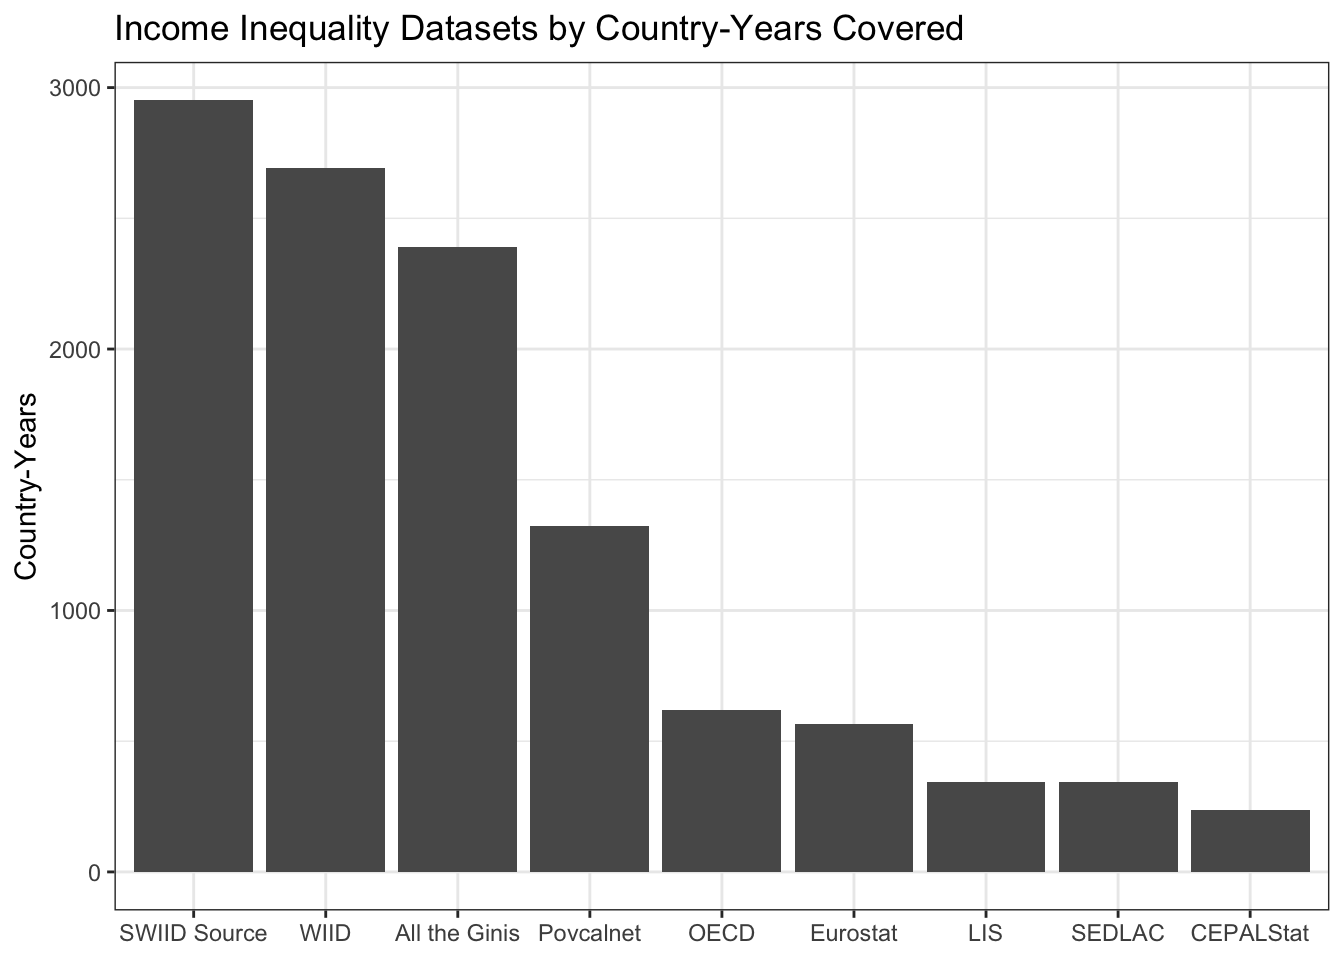 Income Inequality Datasets by Country-Years Covered
Country-Years
3000
2000
1000
0
SWIID Source WIID All the Ginis Povcalnet OECD Eurostat LIS SEDLAC CEPALStat